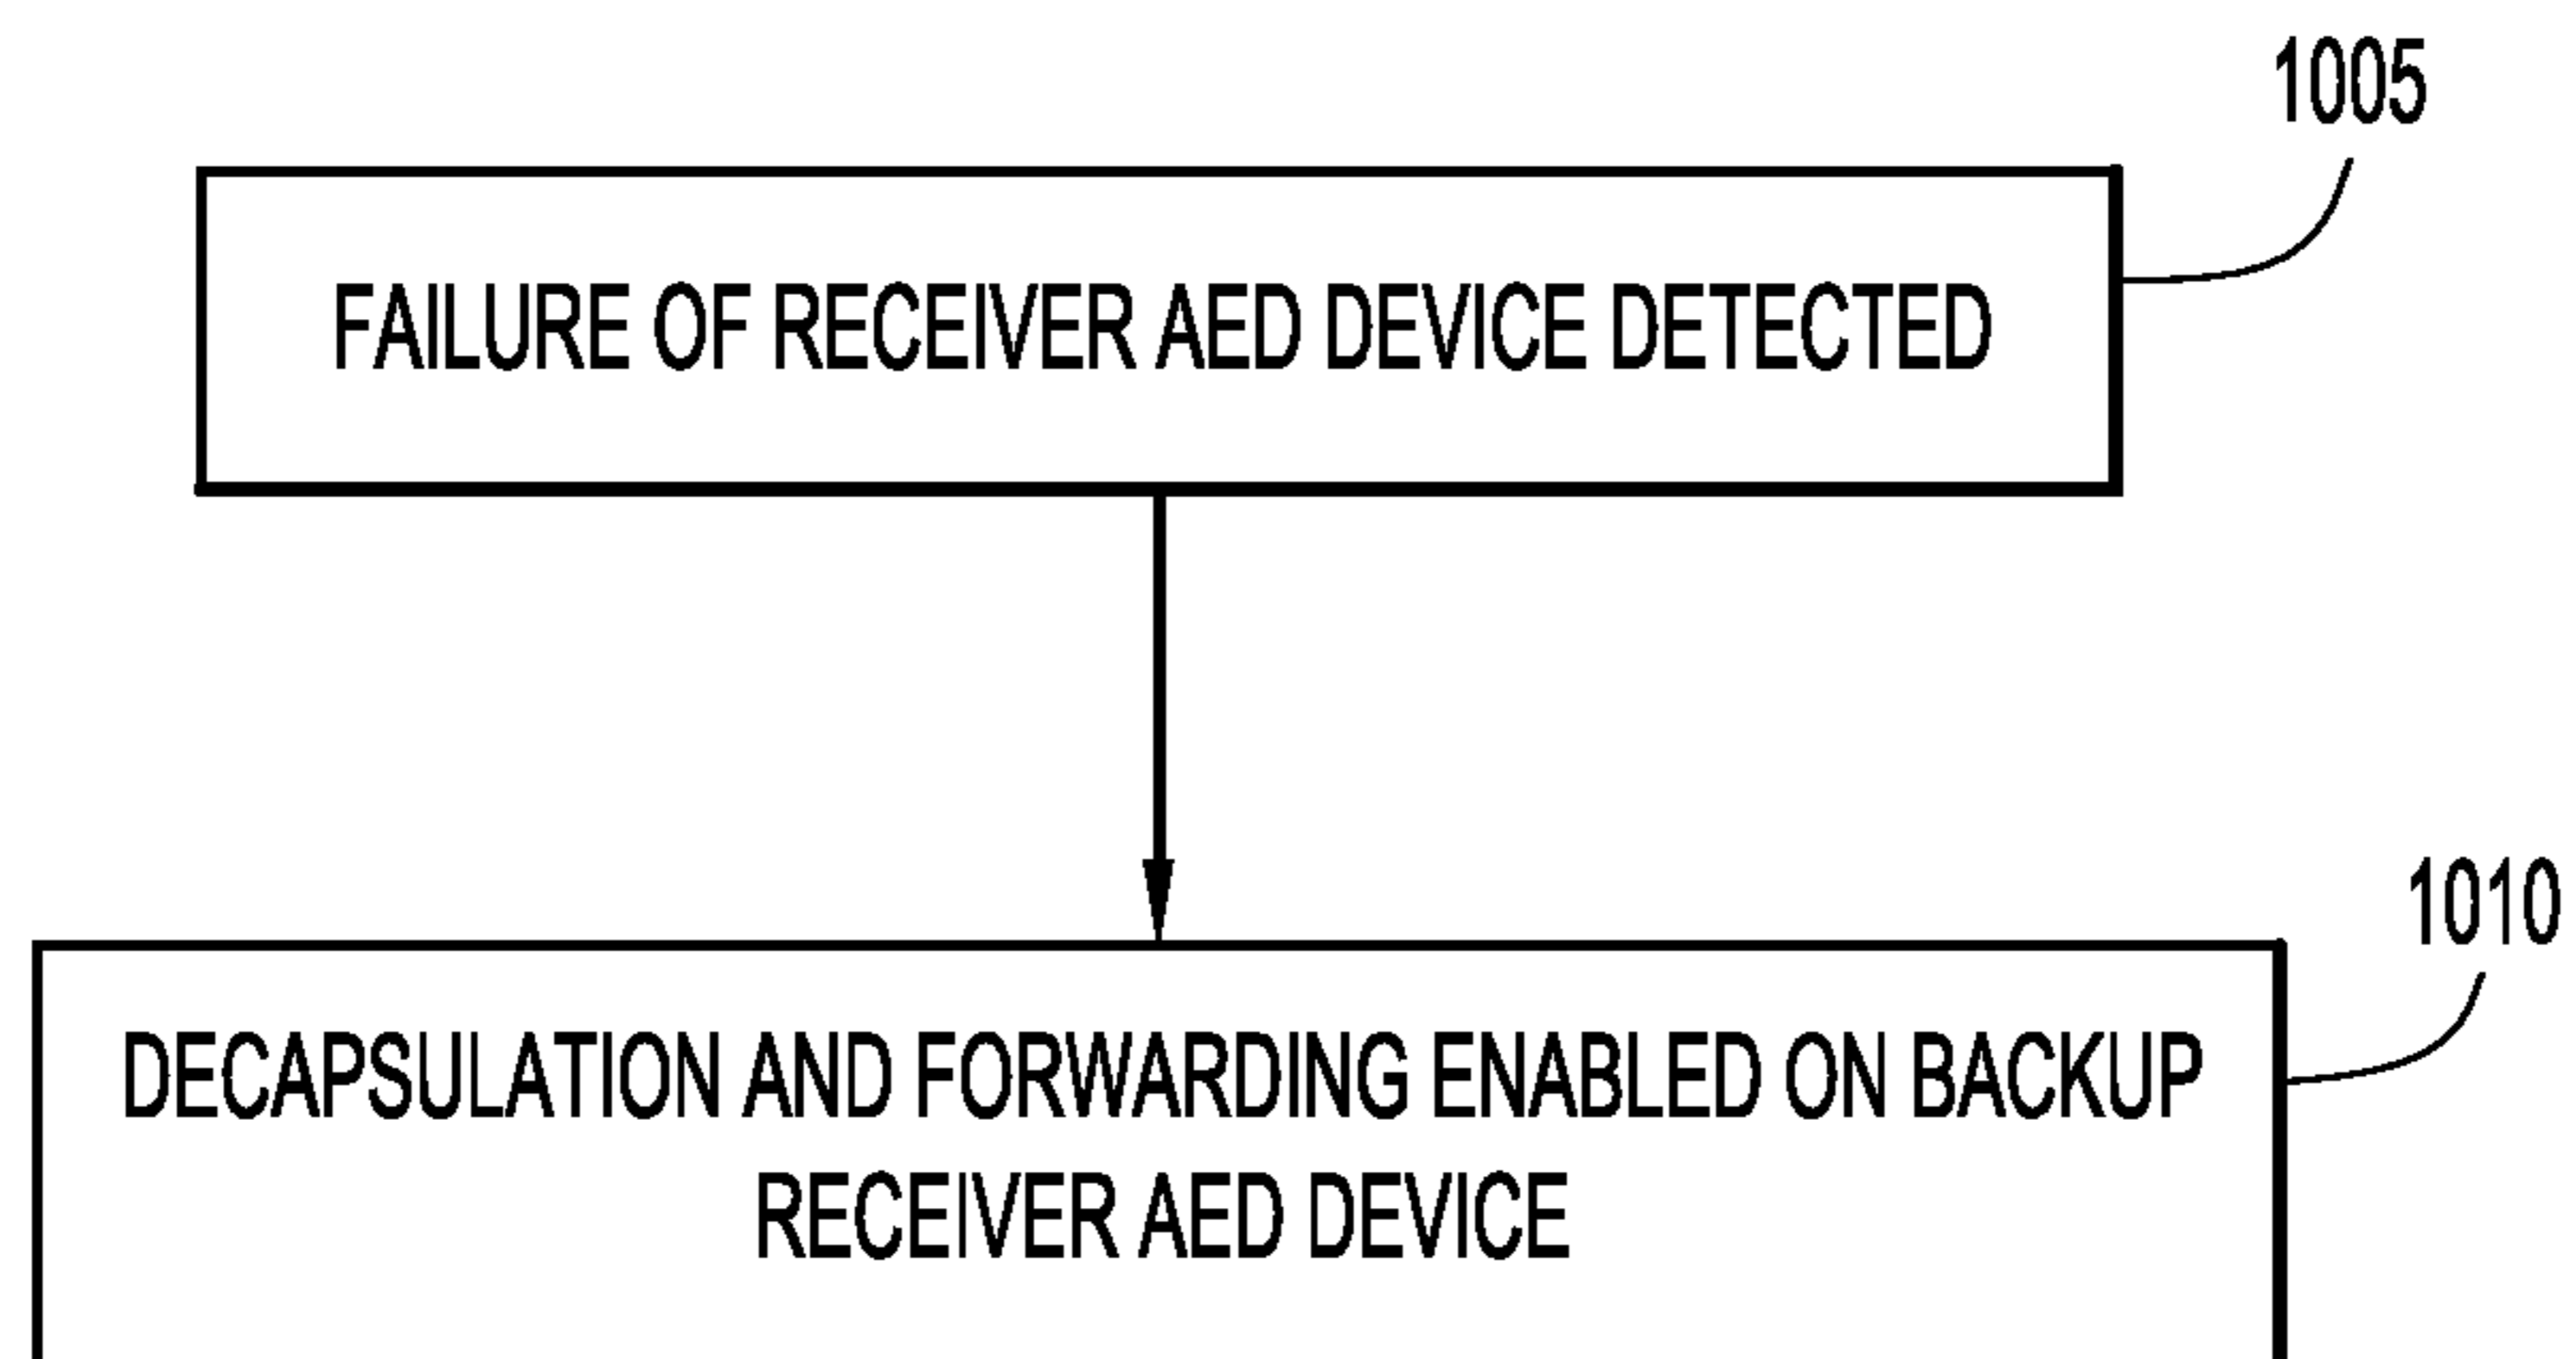 1005
FAILURE OF RECEIVER AED DEVICE DETECTED
1010
DECAPSULATION AND FORWARDING ENABLED ON BACKUP
RECEIVER AED DEVICE